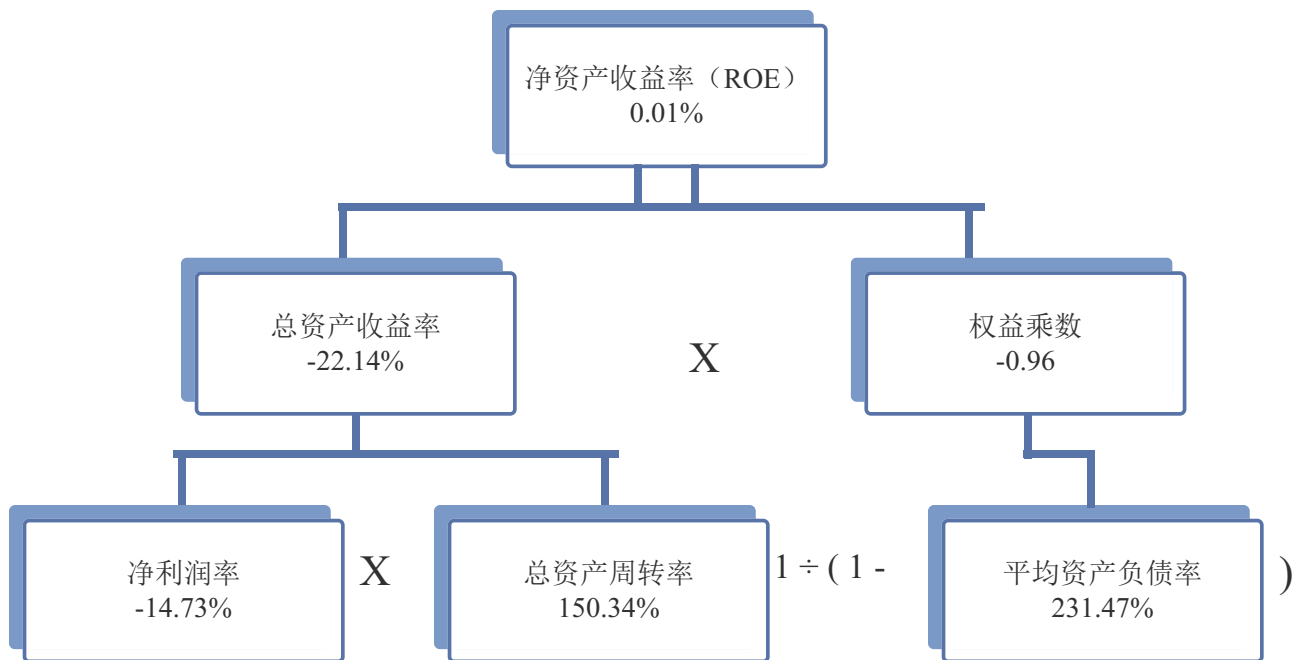 净资产收益率（ROE）
0.01%
总资产收益率
-22.14%
X
权益乘数
-0.96
净利润率
-14.73%
X
总资产周转率
150.34%
1 ÷ ( 1 -
平均资产负债率
231.47%
)